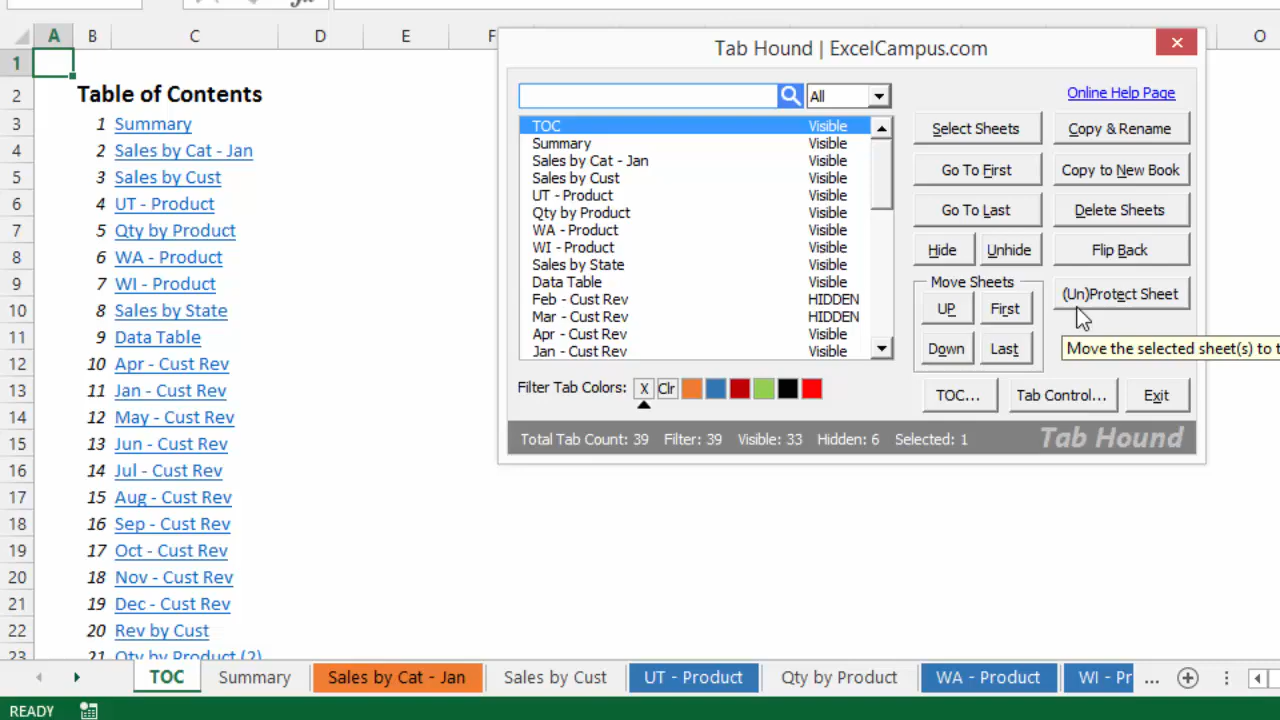 A B C D E F O
Tab Hound | ExcelCampus.com
Online Help Page
All
TOC Visible
Summary Visible
Sales by Cat - Jan Visible
Sales by Cust Visible
UT - Product Visible
Qty by Product Visible
WA - Product Visible
WI - Product Visible
Sales by State Visible
Data Table Visible
Feb - Cust Rev HIDDEN
Mar - Cust Rev HIDDEN
Apr - Cust Rev Visible
Jan - Cust Rev Visible
Select Sheets Copy & Rename
Go To First Copy to New Book
Go To Last Delete Sheets
Hide Unhide Flip Back
Move Sheets
(Un)Protect Sheet
UP First
Down Last
Move the selected sheet(s) to t
Filter Tab Colors: X Clr
TOC... Tab Control... Exit
Total Tab Count: 39 Filter: 39 Visible: 33 Hidden: 6 Selected: 1 Tab Hound
1
2 Table of Contents
3 1 Summary
4 2 Sales by Cat - Jan
5 3 Sales by Cust
6 4 UT - Product
7 5 Qty by Product
8 6 WA - Product
9 7 WI - Product
10 8 Sales by State
11 9 Data Table
12 10 Apr - Cust Rev
13 11 Jan - Cust Rev
14 12 May - Cust Rev
15 13 Jun - Cust Rev
16 14 Jul - Cust Rev
17 15 Aug - Cust Rev
18 16 Sep - Cust Rev
19 17 Oct - Cust Rev
20 18 Nov - Cust Rev
21 19 Dec - Cust Rev
22 20 Rev by Cust
23 21 Qty by Product (2)
TOC Summary Sales by Cat - Jan Sales by Cust UT - Product Qty by Product WA - Product WI - Pr ...
READY